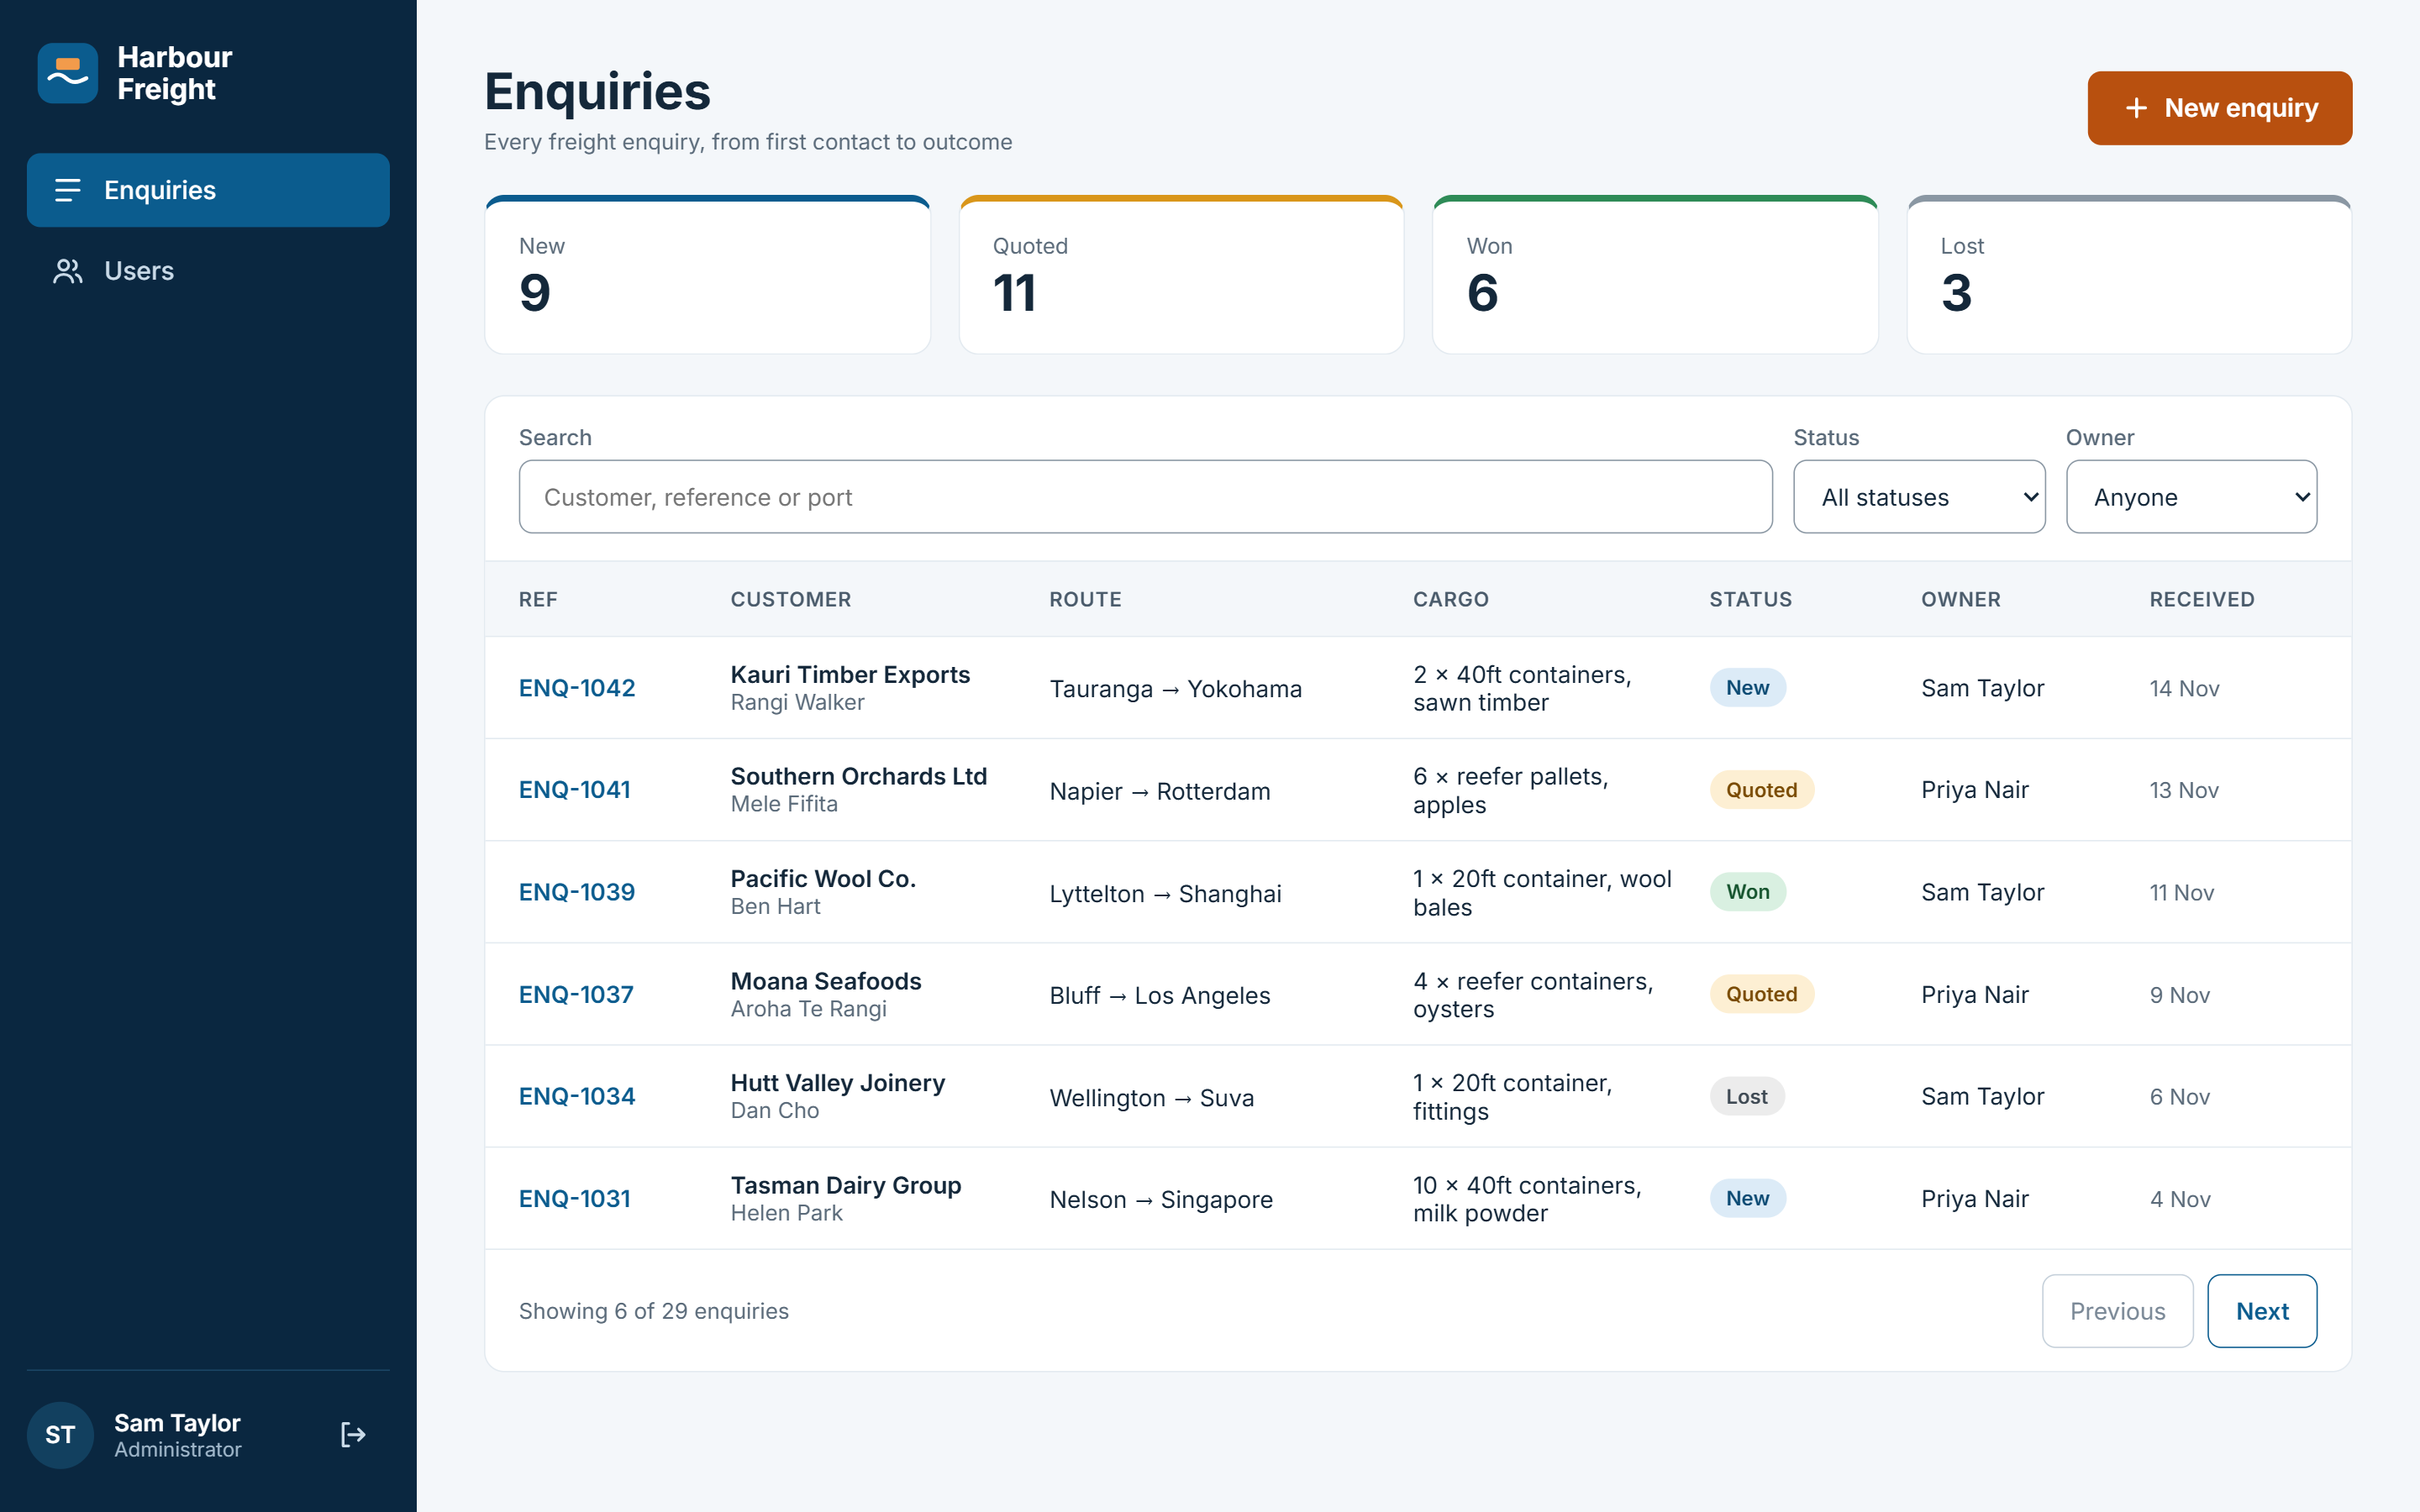 Harbour
Freight
Enquiries
Users
ST
Sam Taylor
Administrator
Enquiries
Every freight enquiry, from first contact to outcome
+ New enquiry
New
9
Quoted
11
Won
6
Lost
3
Search
Customer, reference or port
Status
All statuses
Owner
Anyone
REF CUSTOMER ROUTE CARGO STATUS OWNER RECEIVED
ENQ-1042 Kauri Timber Exports Tauranga → Yokohama 2 × 40ft containers, New Sam Taylor 14 Nov
Rangi Walker sawn timber
ENQ-1041 Southern Orchards Ltd Napier → Rotterdam 6 × reefer pallets, Quoted Priya Nair 13 Nov
Mele Fifita apples
ENQ-1039 Pacific Wool Co. Lyttelton → Shanghai 1 × 20ft container, wool Won Sam Taylor 11 Nov
Ben Hart bales
ENQ-1037 Moana Seafoods Bluff → Los Angeles 4 × reefer containers, Quoted Priya Nair 9 Nov
Aroha Te Rangi oysters
ENQ-1034 Hutt Valley Joinery Wellington → Suva 1 × 20ft container, Lost Sam Taylor 6 Nov
Dan Cho fittings
ENQ-1031 Tasman Dairy Group Nelson → Singapore 10 × 40ft containers, New Priya Nair 4 Nov
Helen Park milk powder
Showing 6 of 29 enquiries
Previous Next